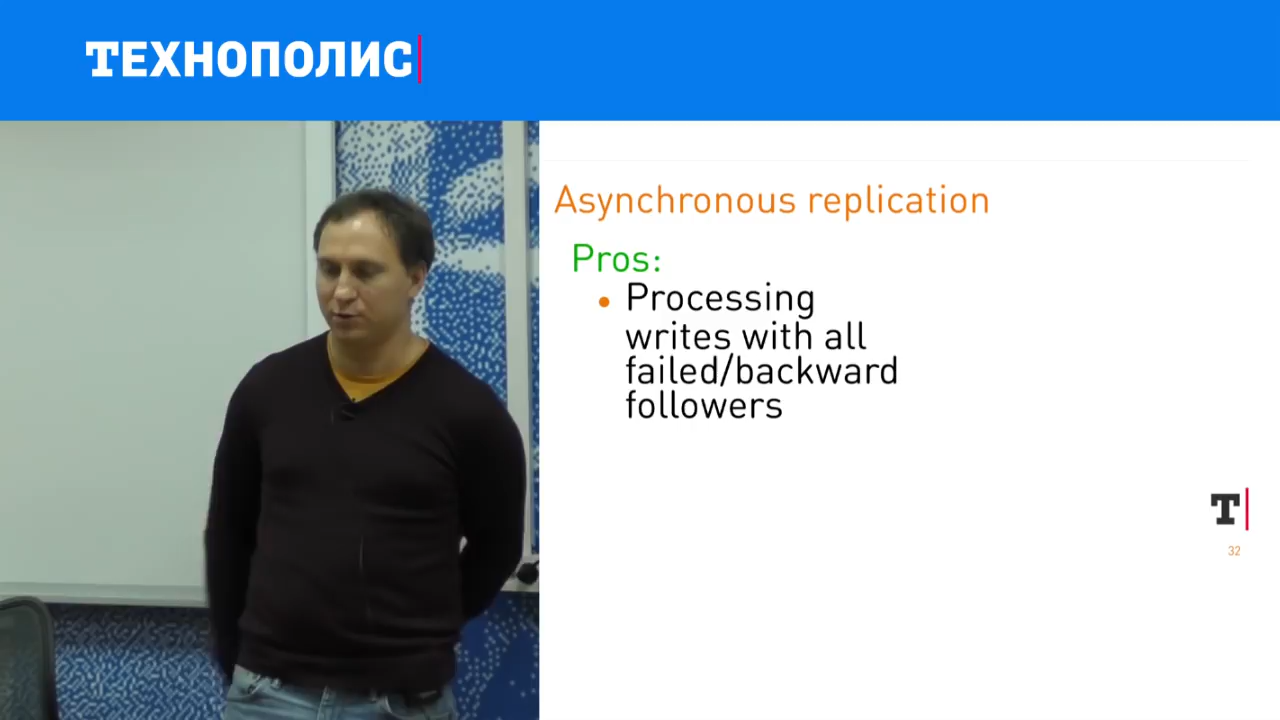 ТЕХНОПОЛИС
Asynchronous replication
Pros:
• Processing
writes with all
failed/backward
followers
T
32